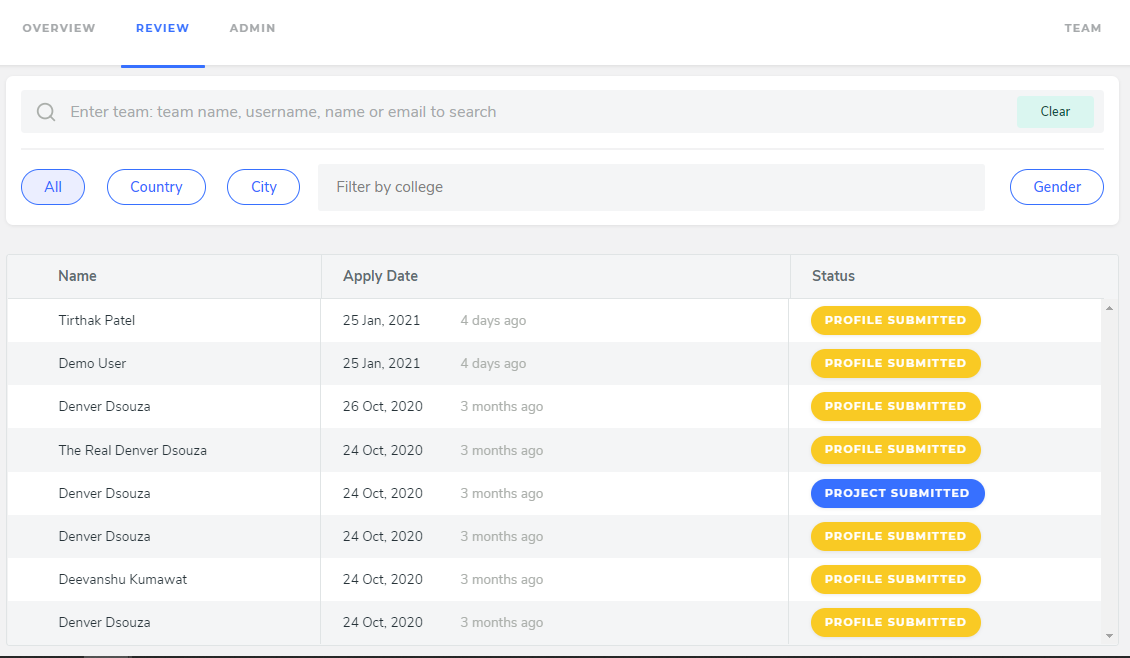 OVERVIEW REVIEW ADMIN TEAM
Enter team: team name, username, name or email to search Clear
All Country City Filter by college Gender
Name Apply Date Status
Tirthak Patel 25 Jan, 2021 4 days ago PROFILE SUBMITTED
Demo User 25 Jan, 2021 4 days ago PROFILE SUBMITTED
Denver Dsouza 26 Oct, 2020 3 months ago PROFILE SUBMITTED
The Real Denver Dsouza 24 Oct, 2020 3 months ago PROFILE SUBMITTED
Denver Dsouza 24 Oct, 2020 3 months ago PROJECT SUBMITTED
Denver Dsouza 24 Oct, 2020 3 months ago PROFILE SUBMITTED
Deevanshu Kumawat 24 Oct, 2020 3 months ago PROFILE SUBMITTED
Denver Dsouza 24 Oct, 2020 3 months ago PROFILE SUBMITTED